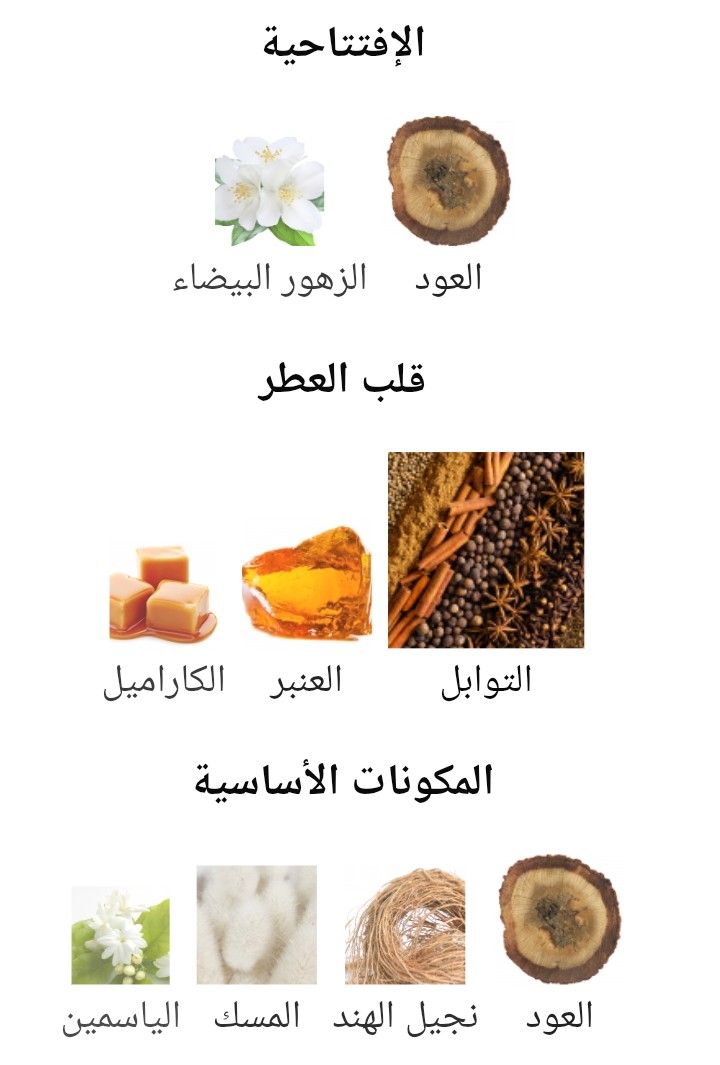 الإفتتاحية
العود الزهور البيضاء
قلب العطر
التوابل العنبر الكاراميل
المكونات الأساسية
العود نجيل الهند المسك الياسمين